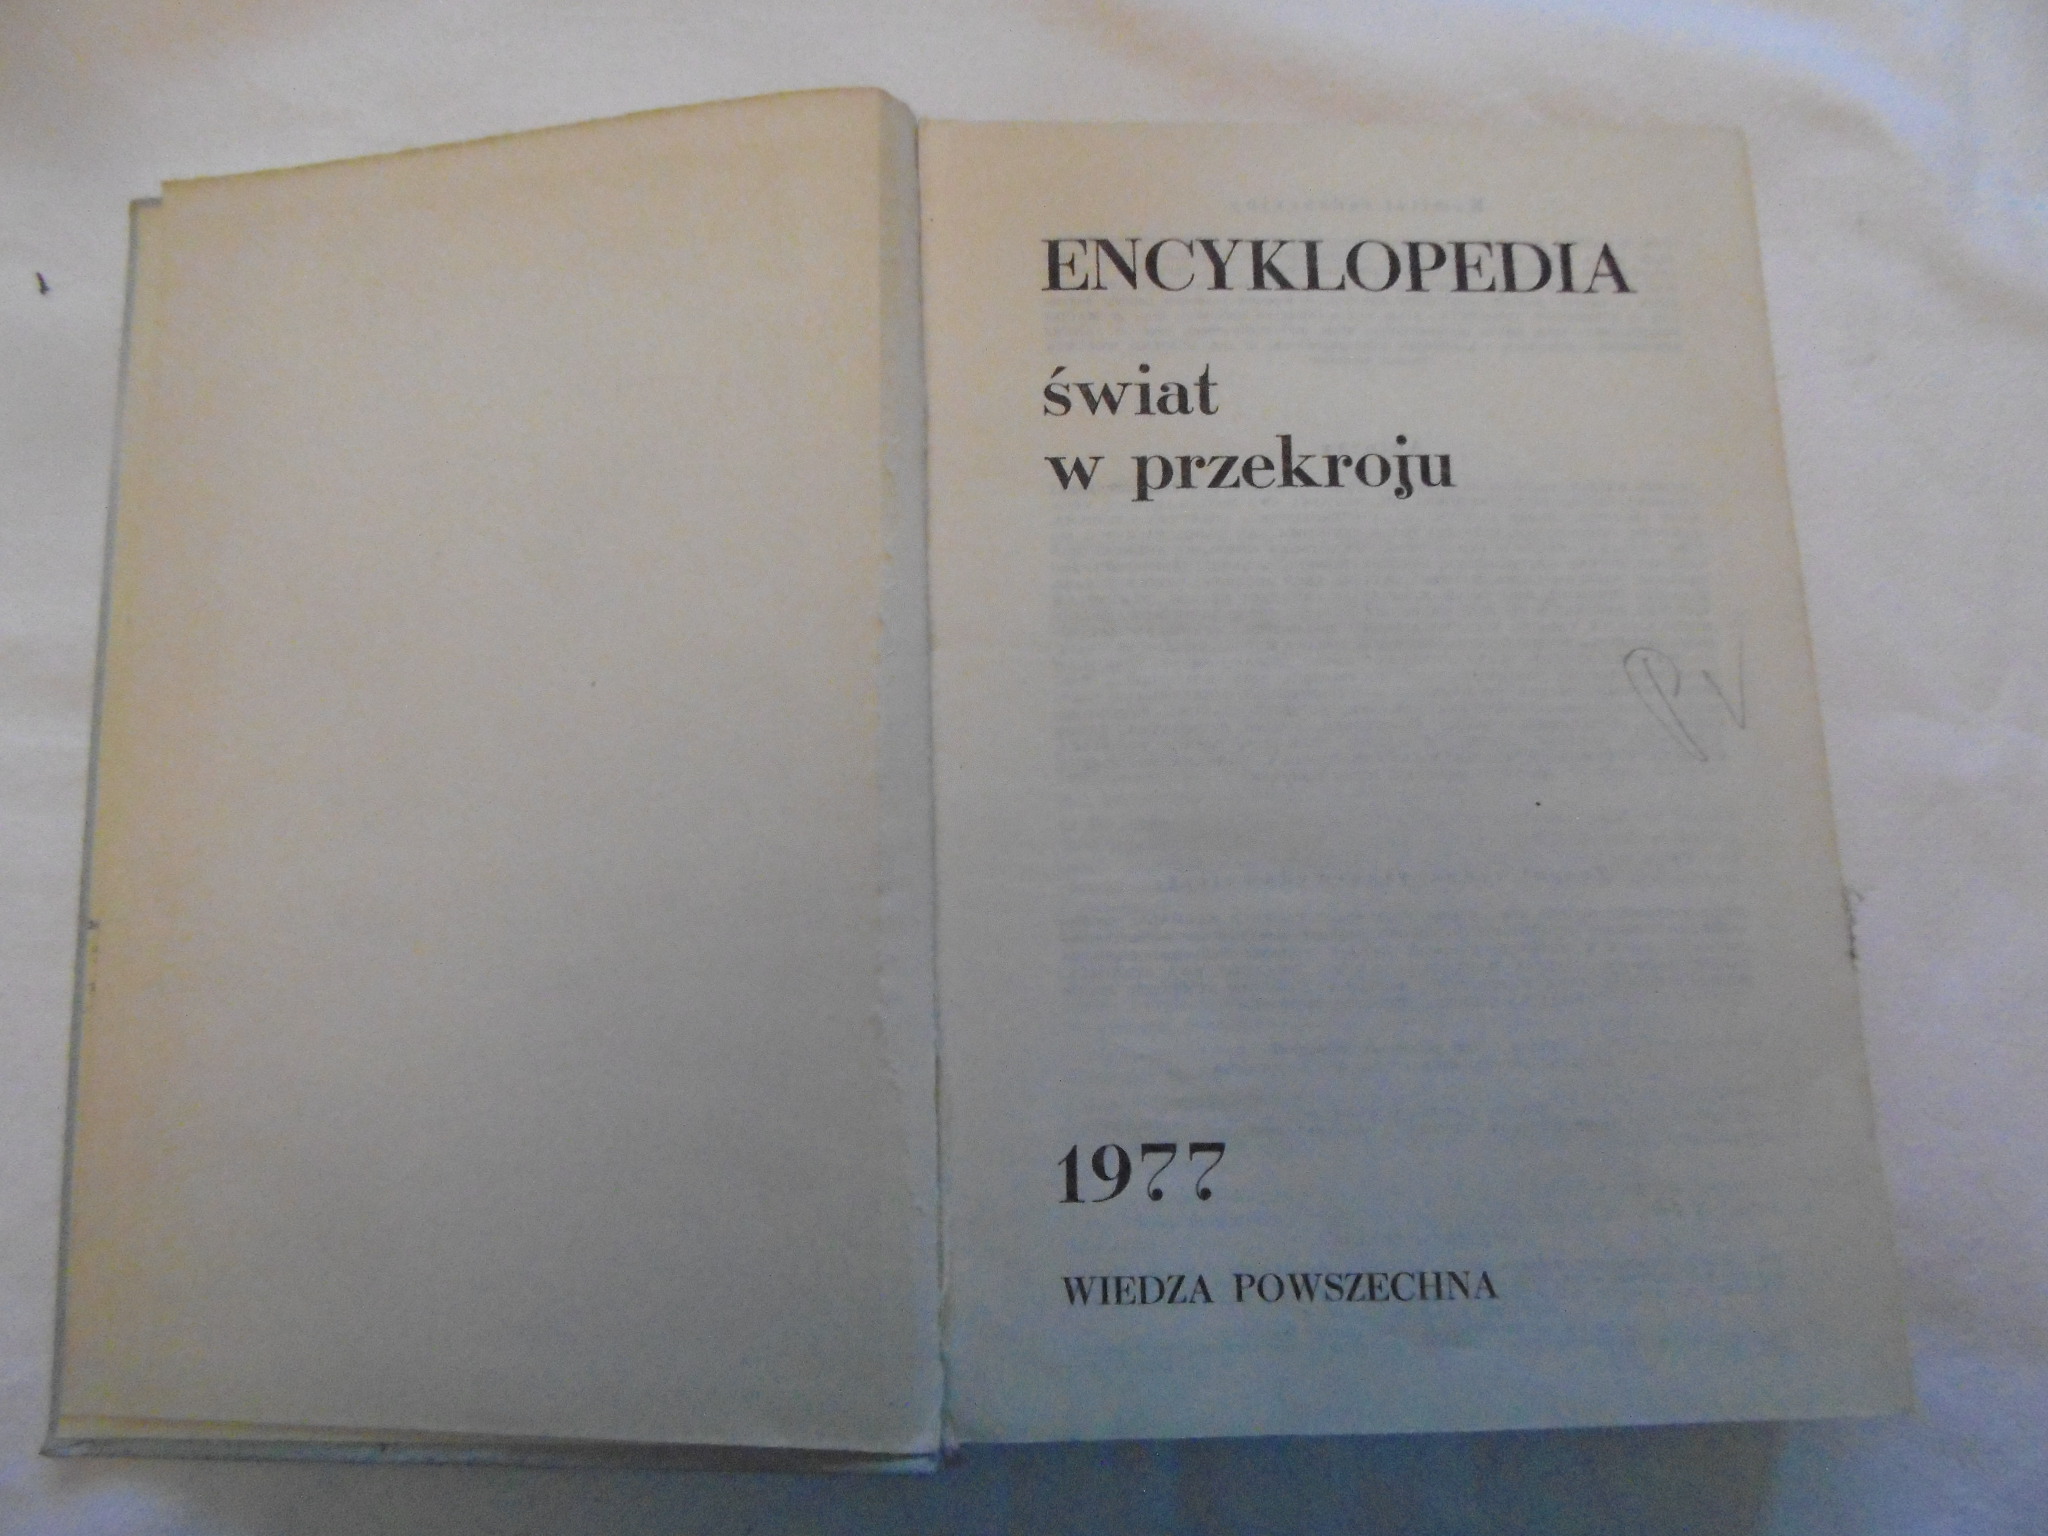 ENCYKLOPEDIA
świat
w przekroju
1977
WIEDZA POWSZECHNA